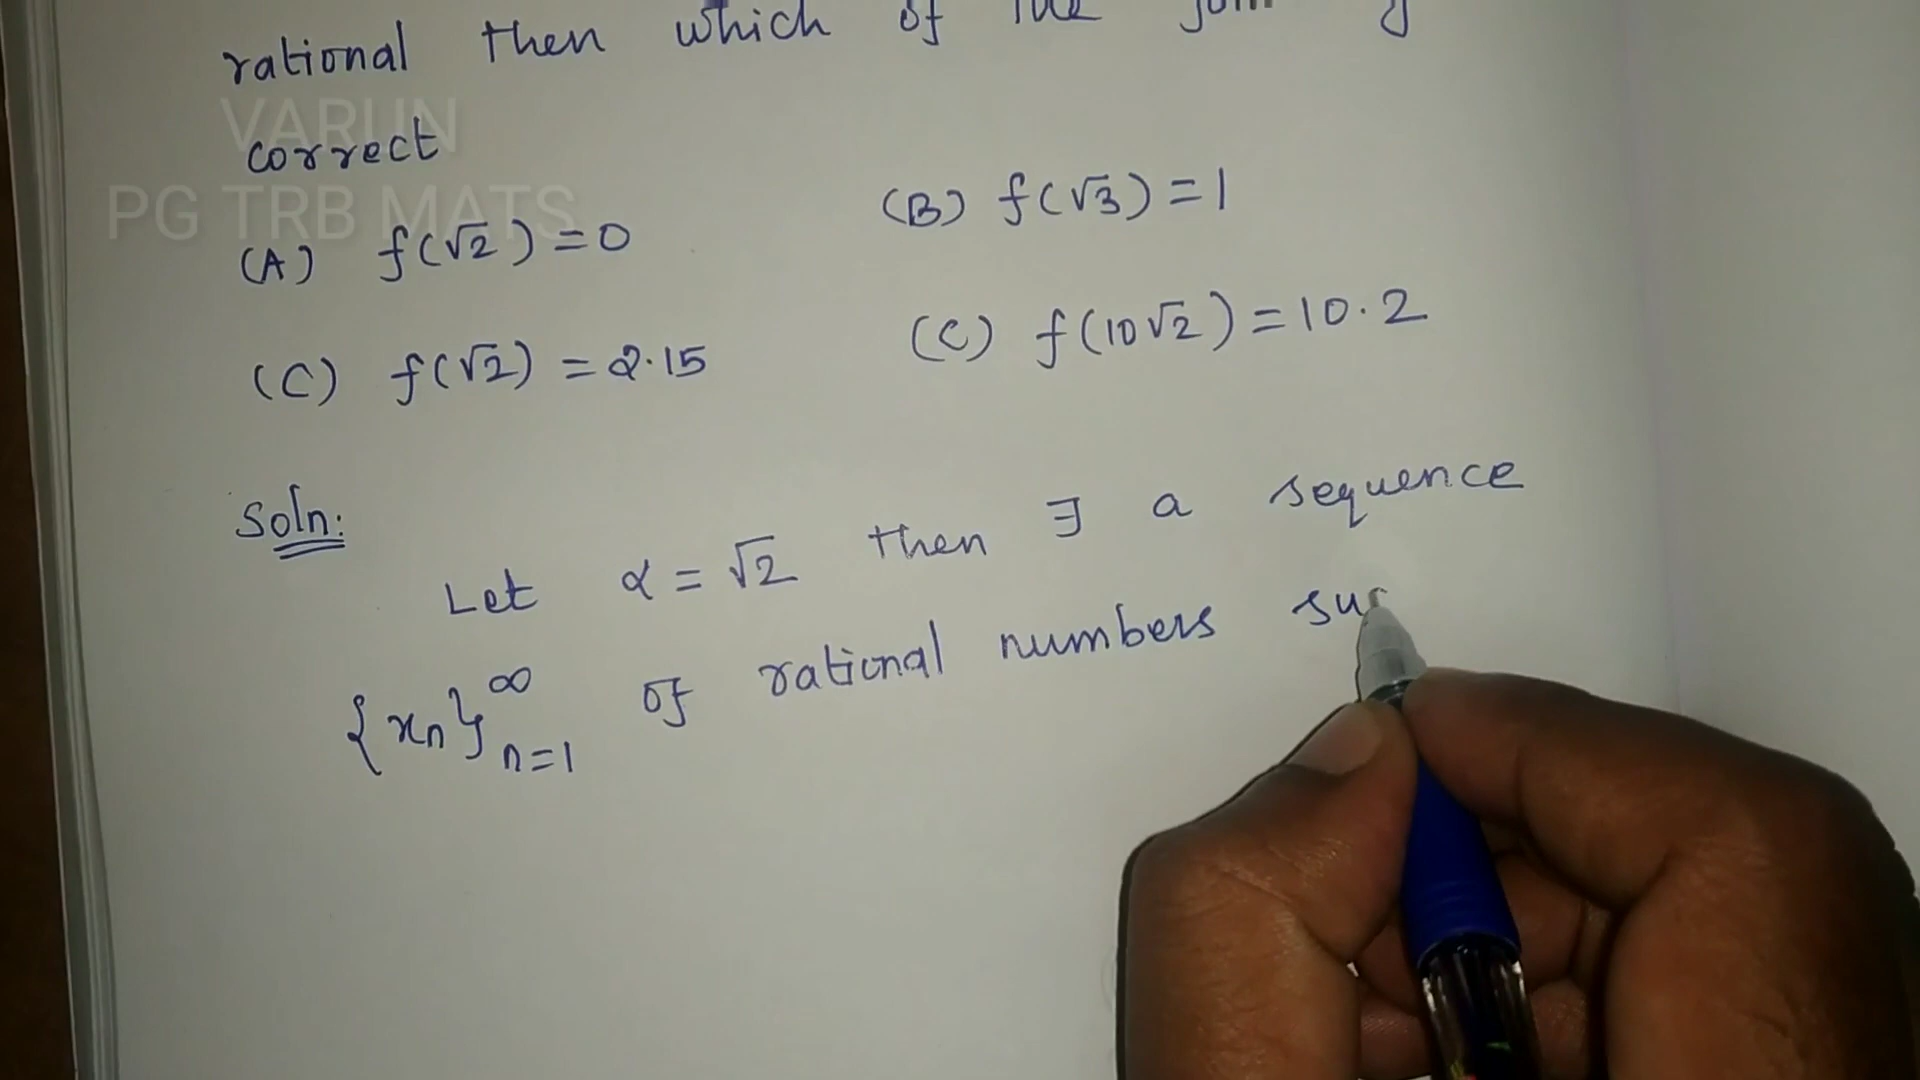 rational then which of the
VARUN
correct
PG TRB MATS
(A) f(√2) = 0 (B) f(√3) = 1
(C) f(√2) = 2.15 (C) f(10√2) = 10.2
Soln:
Let α = √2 then ∃ a sequence
{xn}∞n=1 of rational numbers su